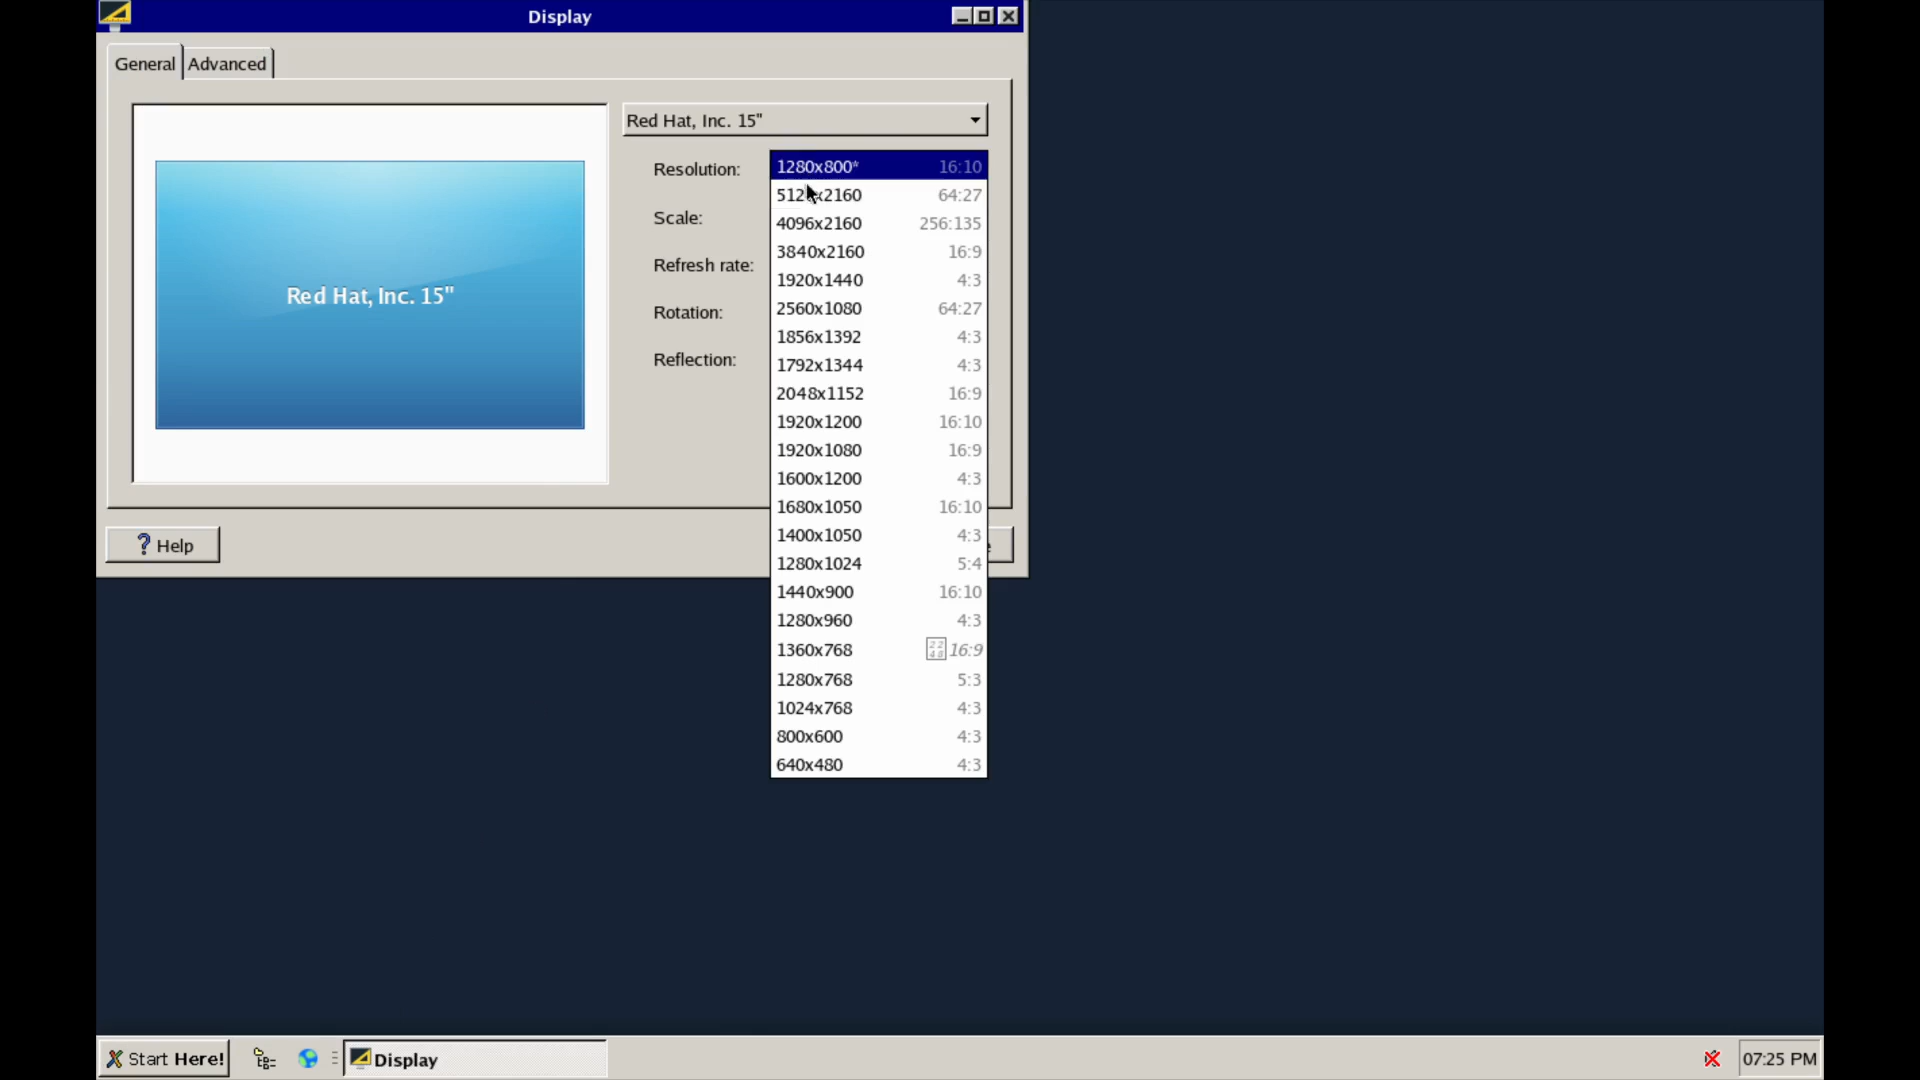 Display
General
Advanced
Red Hat, Inc. 15"
Red Hat, Inc. 15"
Resolution:
Scale:
Refresh rate:
Rotation:
Reflection:
1280x800* 16:10
5120x2160 64:27
4096x2160 256:135
3840x2160 16:9
1920x1440 4:3
2560x1080 64:27
1856x1392 4:3
1792x1344 4:3
2048x1152 16:9
1920x1200 16:10
1920x1080 16:9
1600x1200 4:3
1680x1050 16:10
1400x1050 4:3
1280x1024 5:4
1440x900 16:10
1280x960 4:3
1360x768 16:9
1280x768 5:3
1024x768 4:3
800x600 4:3
640x480 4:3
? Help
Start Here!
Display
07:25 PM